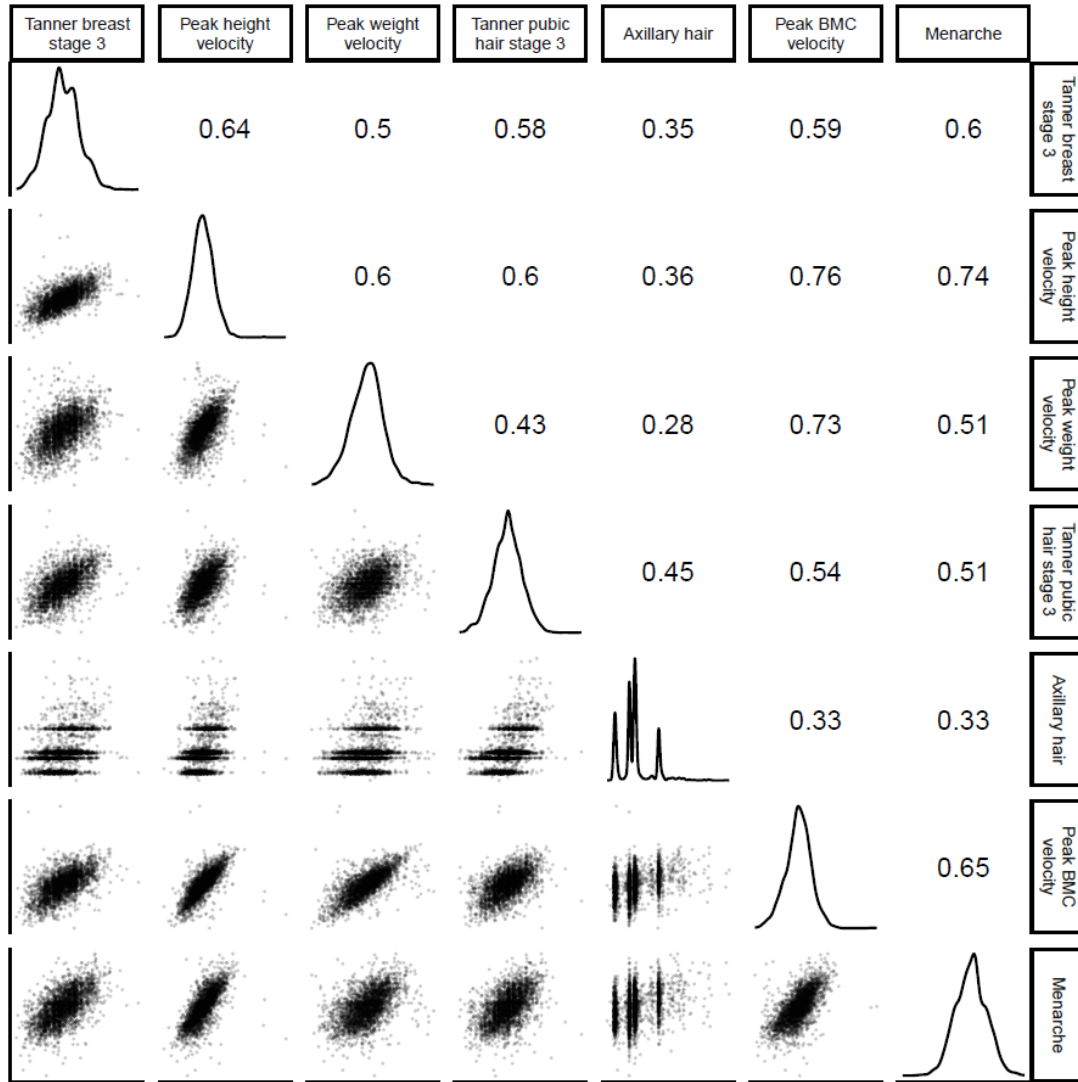 Tanner breast
stage 3
Peak height
velocity
Peak weight
velocity
Tanner pubic
hair stage 3
Axillary hair
Peak BMC
velocity
Menarche
0.64
0.5
0.58
0.35
0.59
0.6
Tanner breast
stage 3
0.6
0.6
0.36
0.76
0.74
Peak height
velocity
0.43
0.28
0.73
0.51
Peak weight
velocity
0.45
0.54
0.51
Tanner pubic
hair stage 3
0.33
0.33
Axillary hair
0.65
Peak BMC
velocity
Menarche